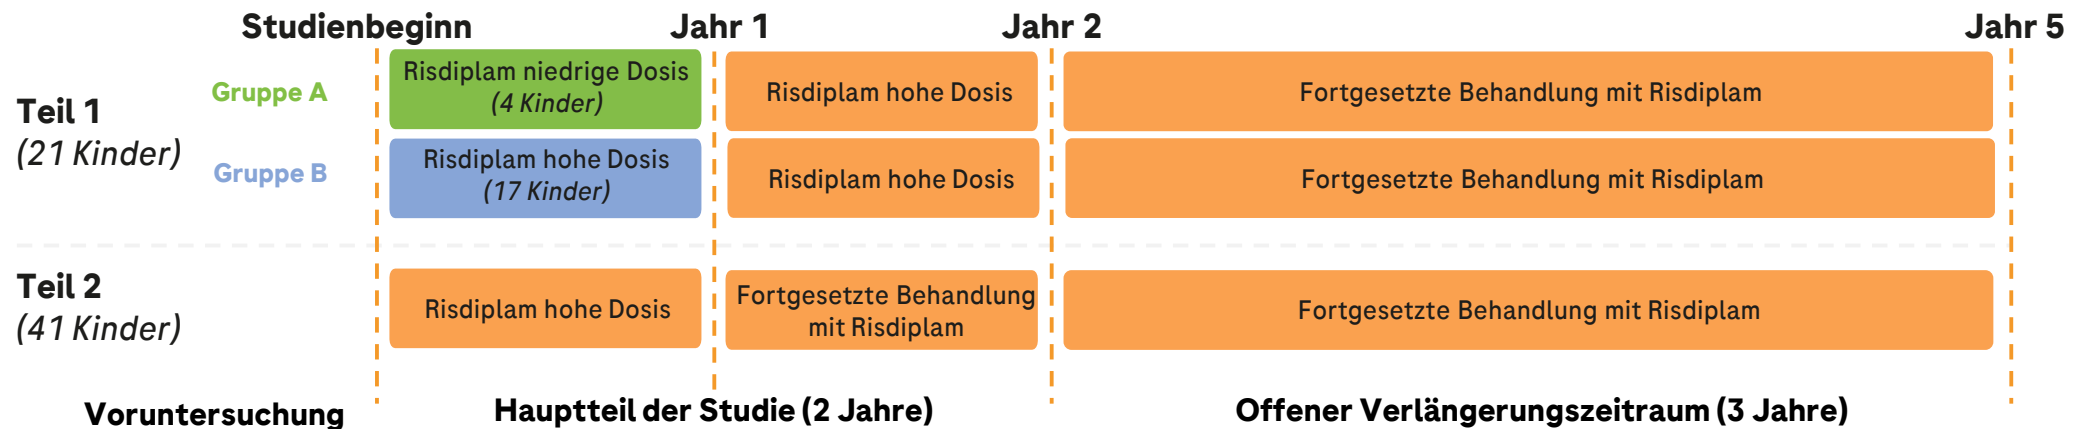 Studienbeginn
Jahr 1
Jahr 2
Jahr 5
Teil 1
(21 Kinder)
Gruppe A
Risdiplam niedrige Dosis
(4 Kinder)
Risdiplam hohe Dosis
Fortgesetzte Behandlung mit Risdiplam
Gruppe B
Risdiplam hohe Dosis
(17 Kinder)
Risdiplam hohe Dosis
Fortgesetzte Behandlung mit Risdiplam
Teil 2
(41 Kinder)
Risdiplam hohe Dosis
Fortgesetzte Behandlung
mit Risdiplam
Fortgesetzte Behandlung mit Risdiplam
Voruntersuchung
Hauptteil der Studie (2 Jahre)
Offener Verlängerungszeitraum (3 Jahre)